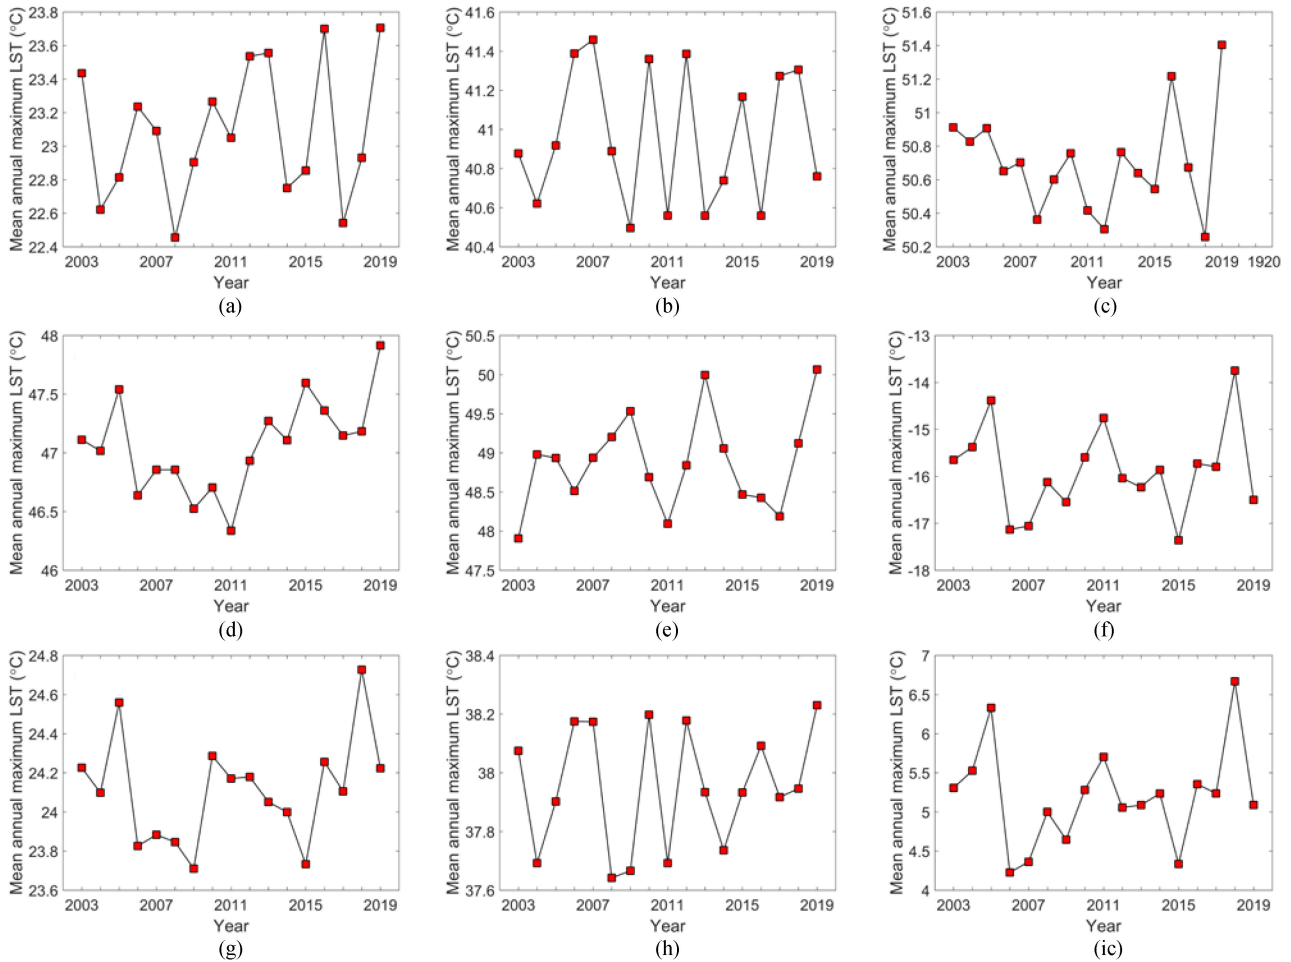 Mean annual maximum LST (°C)
23.8
23.6
23.4
23.2
23
22.8
22.6
22.4
2003 2007 2011 2015 2019
Year
(a)
Mean annual maximum LST (°C)
41.6
41.4
41.2
41
40.8
40.6
40.4
2003 2007 2011 2015 2019
Year
(b)
Mean annual maximum LST (°C)
51.6
51.4
51.2
51
50.8
50.6
50.4
50.2
2003 2007 2011 2015 2019 1920
Year
(c)
Mean annual maximum LST (°C)
48
47.5
47
46.5
46
2003 2007 2011 2015 2019
Year
(d)
Mean annual maximum LST (°C)
50.5
50
49.5
49
48.5
48
47.5
2003 2007 2011 2015 2019
Year
(e)
Mean annual maximum LST (°C)
-13
-14
-15
-16
-17
-18
2003 2007 2011 2015 2019
Year
(f)
Mean annual maximum LST (°C)
24.8
24.6
24.4
24.2
24
23.8
23.6
2003 2007 2011 2015 2019
Year
(g)
Mean annual maximum LST (°C)
38.4
38.2
38
37.8
37.6
2003 2007 2011 2015 2019
Year
(h)
Mean annual maximum LST (°C)
7
6.5
6
5.5
5
4.5
4
2003 2007 2011 2015 2019
Year
(ic)